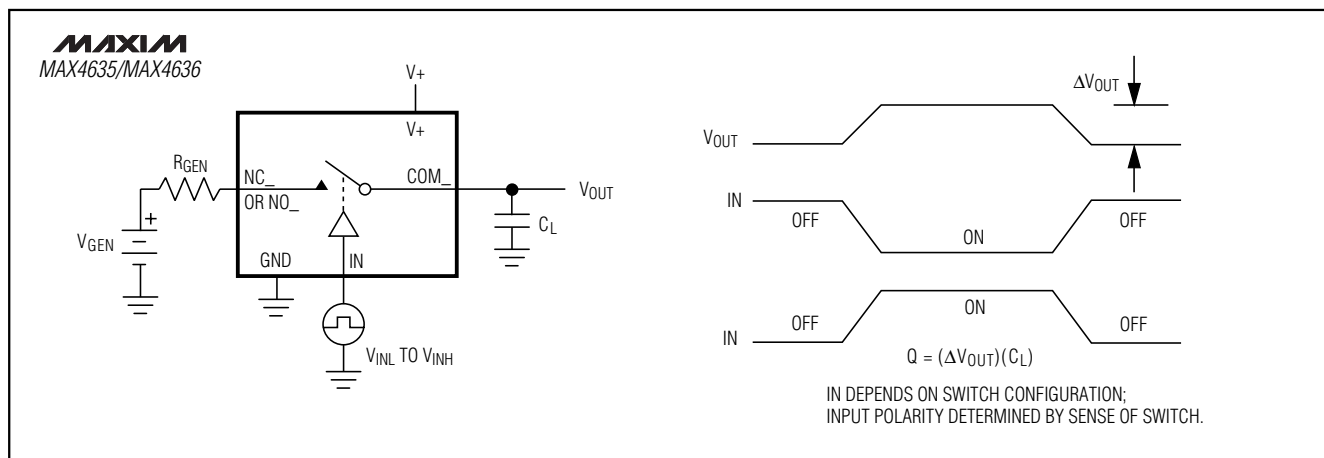 MAXIM
MAX4635/MAX4636
V+
V+
RGEN
NC_
OR NO_
COM_
VOUT
CL
VGEN
+
GND
IN
VINL TO VINH
ΔVOUT
VOUT
IN
OFF
ON
OFF
IN
OFF
ON
OFF
Q = (ΔVOUT)(CL)
IN DEPENDS ON SWITCH CONFIGURATION;
INPUT POLARITY DETERMINED BY SENSE OF SWITCH.